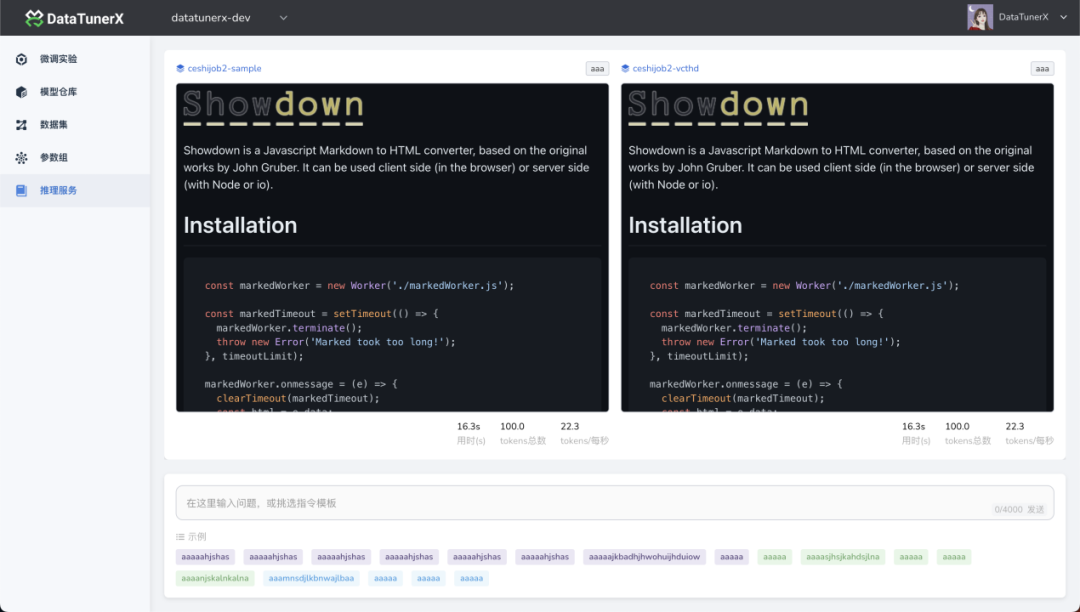 DataTunerX
datatunerx-dev
DataTunerX
微调实验
模型仓库
数据集
参数组
推理服务
ceshijob2-sample
aaa
Showdown
Showdown is a Javascript Markdown to HTML converter, based on the original
works by John Gruber. It can be used client side (in the browser) or server side
(with Node or io).
Installation
const markedWorker = new Worker('./markedWorker.js');
const markedTimeout = setTimeout(() => {
markedWorker.terminate();
throw new Error('Marked took too long!');
}, timeoutLimit);
markedWorker.onmessage = (e) => {
clearTimeout(markedTimeout);
const html = e.data;
16.3s 100.0 22.3
用时(s) tokens总数 tokens/每秒
ceshijob2-vcthd
aaa
Showdown
Showdown is a Javascript Markdown to HTML converter, based on the original
works by John Gruber. It can be used client side (in the browser) or server side
(with Node or io).
Installation
const markedWorker = new Worker('./markedWorker.js');
const markedTimeout = setTimeout(() => {
markedWorker.terminate();
throw new Error('Marked took too long!');
}, timeoutLimit);
markedWorker.onmessage = (e) => {
clearTimeout(markedTimeout);
const html = e.data;
16.3s 100.0 22.3
用时(s) tokens总数 tokens/每秒
在这里输入问题、或挑选指令模板
0/4000 发送
示例
aaaaahjshas aaaaahjshas aaaaahjshas aaaaahjshas aaaaahjshas aaaaahjshas aaaaajkbadhjhwohuijhduiow aaaaa aaaaa aaaasjhsjkahdsjlna aaaaa aaaaa
aaaanjskalnkalna aaamnsdjlkbnwajlbaa aaaaa aaaaa aaaaa